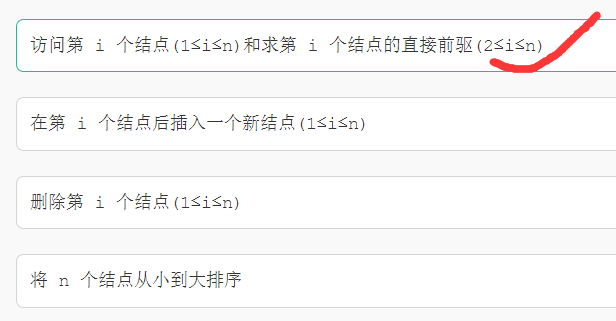 访问第 i 个结点(1≤i≤n)和求第 i 个结点的直接前驱(2≤i≤n)
在第 i 个结点后插入一个新结点(1≤i≤n)
删除第 i 个结点(1≤i≤n)
将 n 个结点从小到大排序